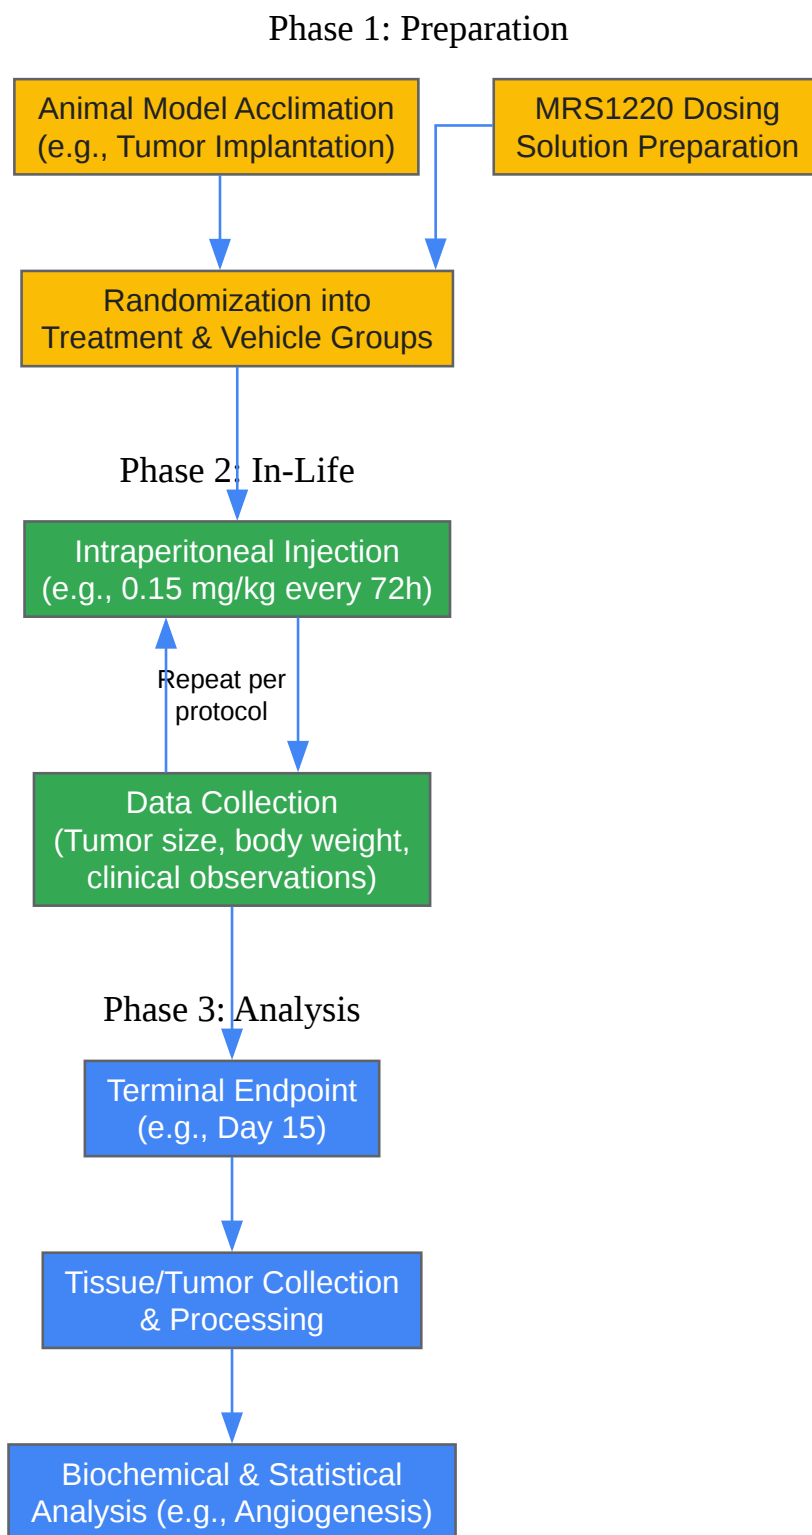 Phase 1: Preparation
Animal Model Acclimation
(e.g., Tumor Implantation)
MRS1220 Dosing
Solution Preparation
Randomization into
Treatment & Vehicle Groups
Phase 2: In-Life
Intraperitoneal Injection
(e.g., 0.15 mg/kg every 72h)
Repeat per
protocol
Data Collection
(Tumor size, body weight,
clinical observations)
Phase 3: Analysis
Terminal Endpoint
(e.g., Day 15)
Tissue/Tumor Collection
& Processing
Biochemical & Statistical
Analysis (e.g., Angiogenesis)